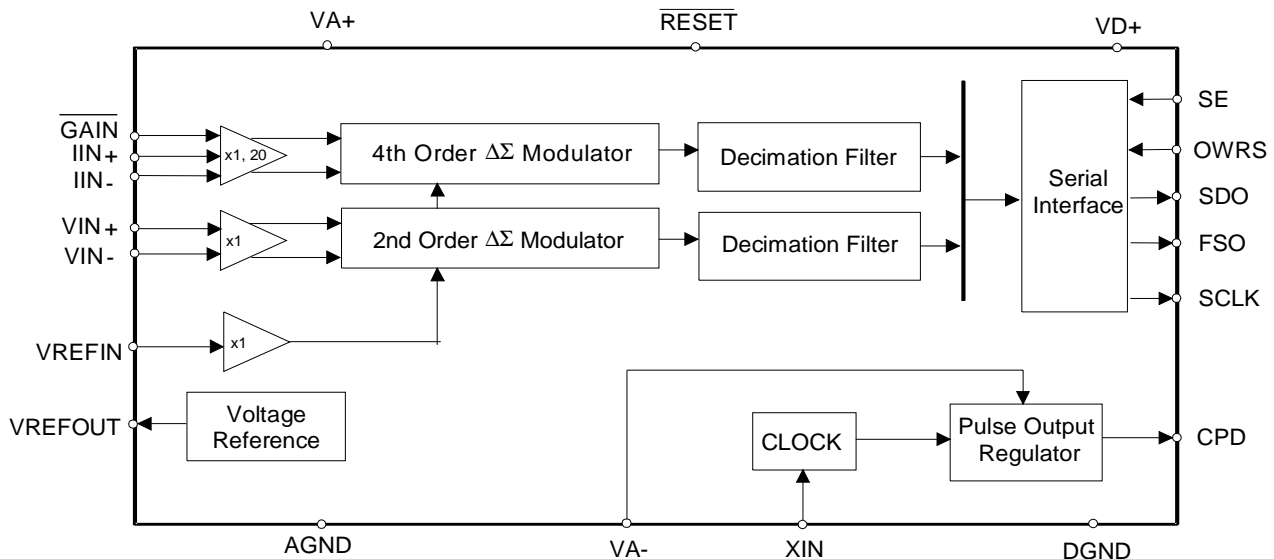 VA+
RESET
VD+
GAIN
IIN+
IIN-
x1, 20
4th Order ΔΣ Modulator
Decimation Filter
VIN+
VIN-
x1
2nd Order ΔΣ Modulator
Decimation Filter
Serial
Interface
SE
OWRS
SDO
FSO
SCLK
VREFIN
x1
VREFOUT
Voltage
Reference
CLOCK
Pulse Output
Regulator
CPD
AGND
VA-
XIN
DGND